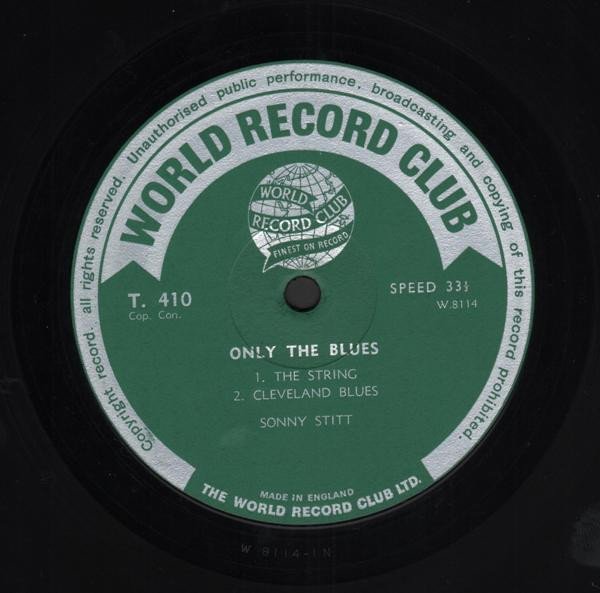 Copyright record. all rights reserved. Unauthorised public performance, broadcasting and copying of this record prohibited.
WORLD RECORD CLUB
WORLD
RECORD CLUB
FINEST ON RECORD
T. 410
Cop. Con.
SPEED 33⅓
W.8114
ONLY THE BLUES
1. THE STRING
2. CLEVELAND BLUES
SONNY STITT
MADE IN ENGLAND
THE WORLD RECORD CLUB LTD.
W 8114-1N